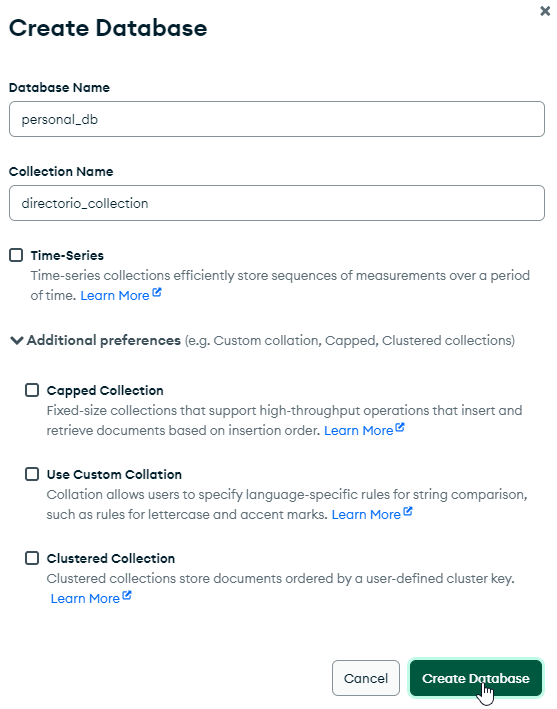 Create Database
Database Name
personal_db
Collection Name
directorio_collection
Time-Series
Time-series collections efficiently store sequences of measurements over a period
of time. Learn More
Additional preferences (e.g. Custom collation, Capped, Clustered collections)
Capped Collection
Fixed-size collections that support high-throughput operations that insert and
retrieve documents based on insertion order. Learn More
Use Custom Collation
Collation allows users to specify language-specific rules for string comparison,
such as rules for lettercase and accent marks. Learn More
Clustered Collection
Clustered collections store documents ordered by a user-defined cluster key.
Learn More
Cancel
Create Database